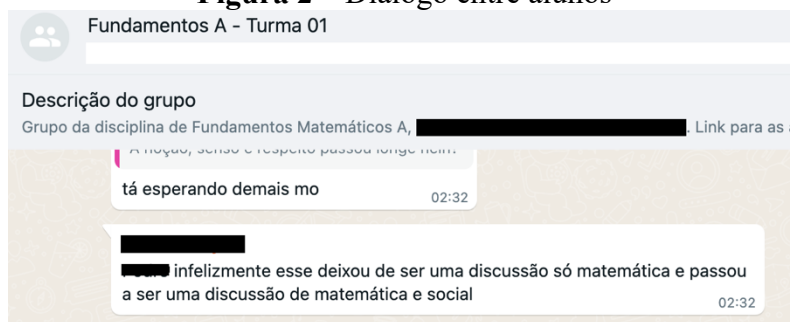 Figura 2 – Diálogo entre alunos
Fundamentos A - Turma 01
Descrição do grupo
Grupo da disciplina de Fundamentos Matemáticos A, . Link para as
A noção, senso e respeito passou longe hein?
tá esperando demais mo
02:32
infelizmente esse deixou de ser uma discussão só matemática e passou
a ser uma discussão de matemática e social
02:32